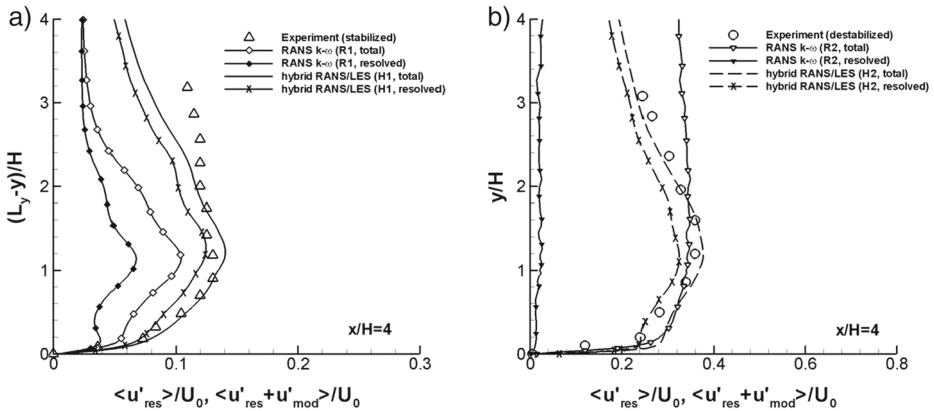 a)
4
3
2
1
0
(Ly-y)/H
Experiment (stabilized)
RANS k-ω (R1, total)
RANS k-ω (R1, resolved)
hybrid RANS/LES (H1, total)
hybrid RANS/LES (H1, resolved)
x/H=4
0 0.1 0.2 0.3
<u'res>/U0, <u'res+u'mod>/U0
b)
4
3
2
1
0
y/H
Experiment (destabilized)
RANS k-ω (R2, total)
RANS k-ω (R2, resolved)
hybrid RANS/LES (H2, total)
hybrid RANS/LES (H2, resolved)
x/H=4
0 0.2 0.4 0.6 0.8
<u'res>/U0, <u'res+u'mod>/U0